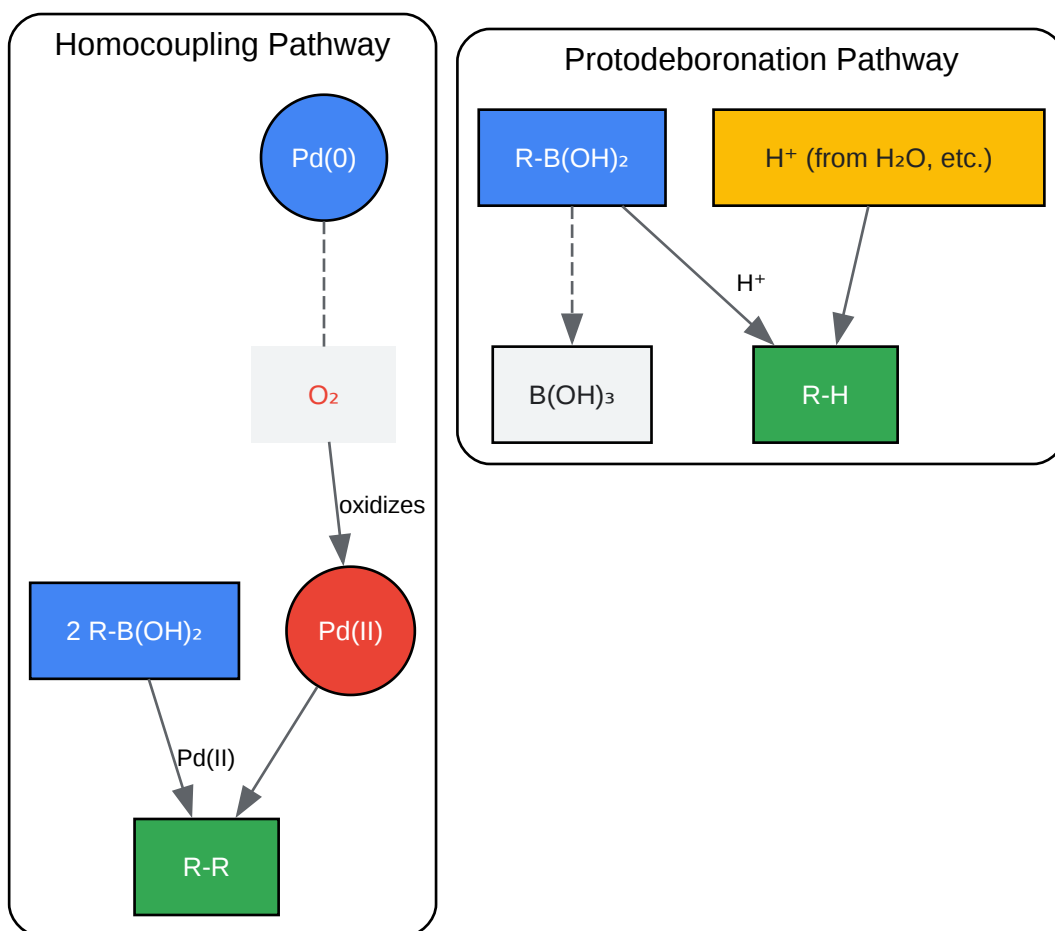 Homocoupling Pathway
Pd(0)
O₂
oxidizes
2 R-B(OH)₂
Pd(II)
Pd(II)
R-R
Protodeboronation Pathway
R-B(OH)₂
H⁺ (from H₂O, etc.)
H⁺
B(OH)₃
R-H